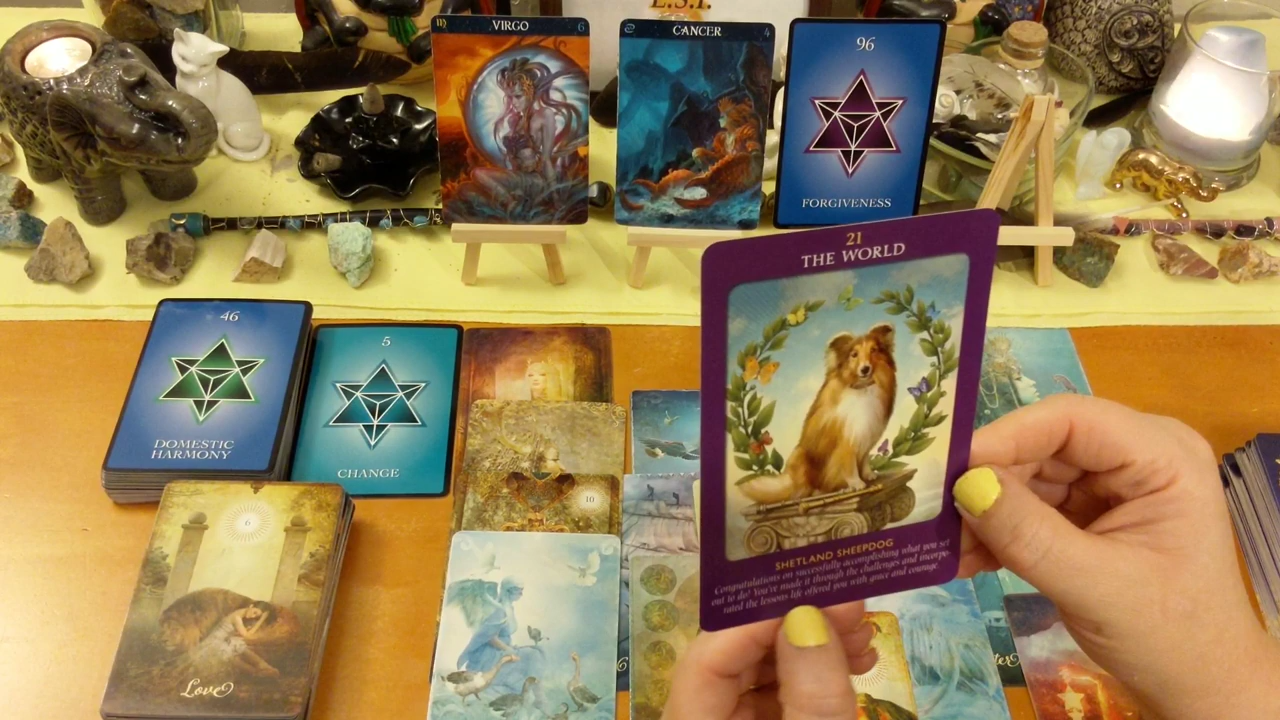 E.S.T.
VIRGO 6
CANCER 4
96
FORGIVENESS
21
THE WORLD
SHETLAND SHEEPDOG
Congratulations on successfully accomplishing what you set
out to do! You've made it through the challenges and incorpo-
rated the lessons life offered you with grace and courage.
46
DOMESTIC
HARMONY
5
CHANGE
10
6
Love